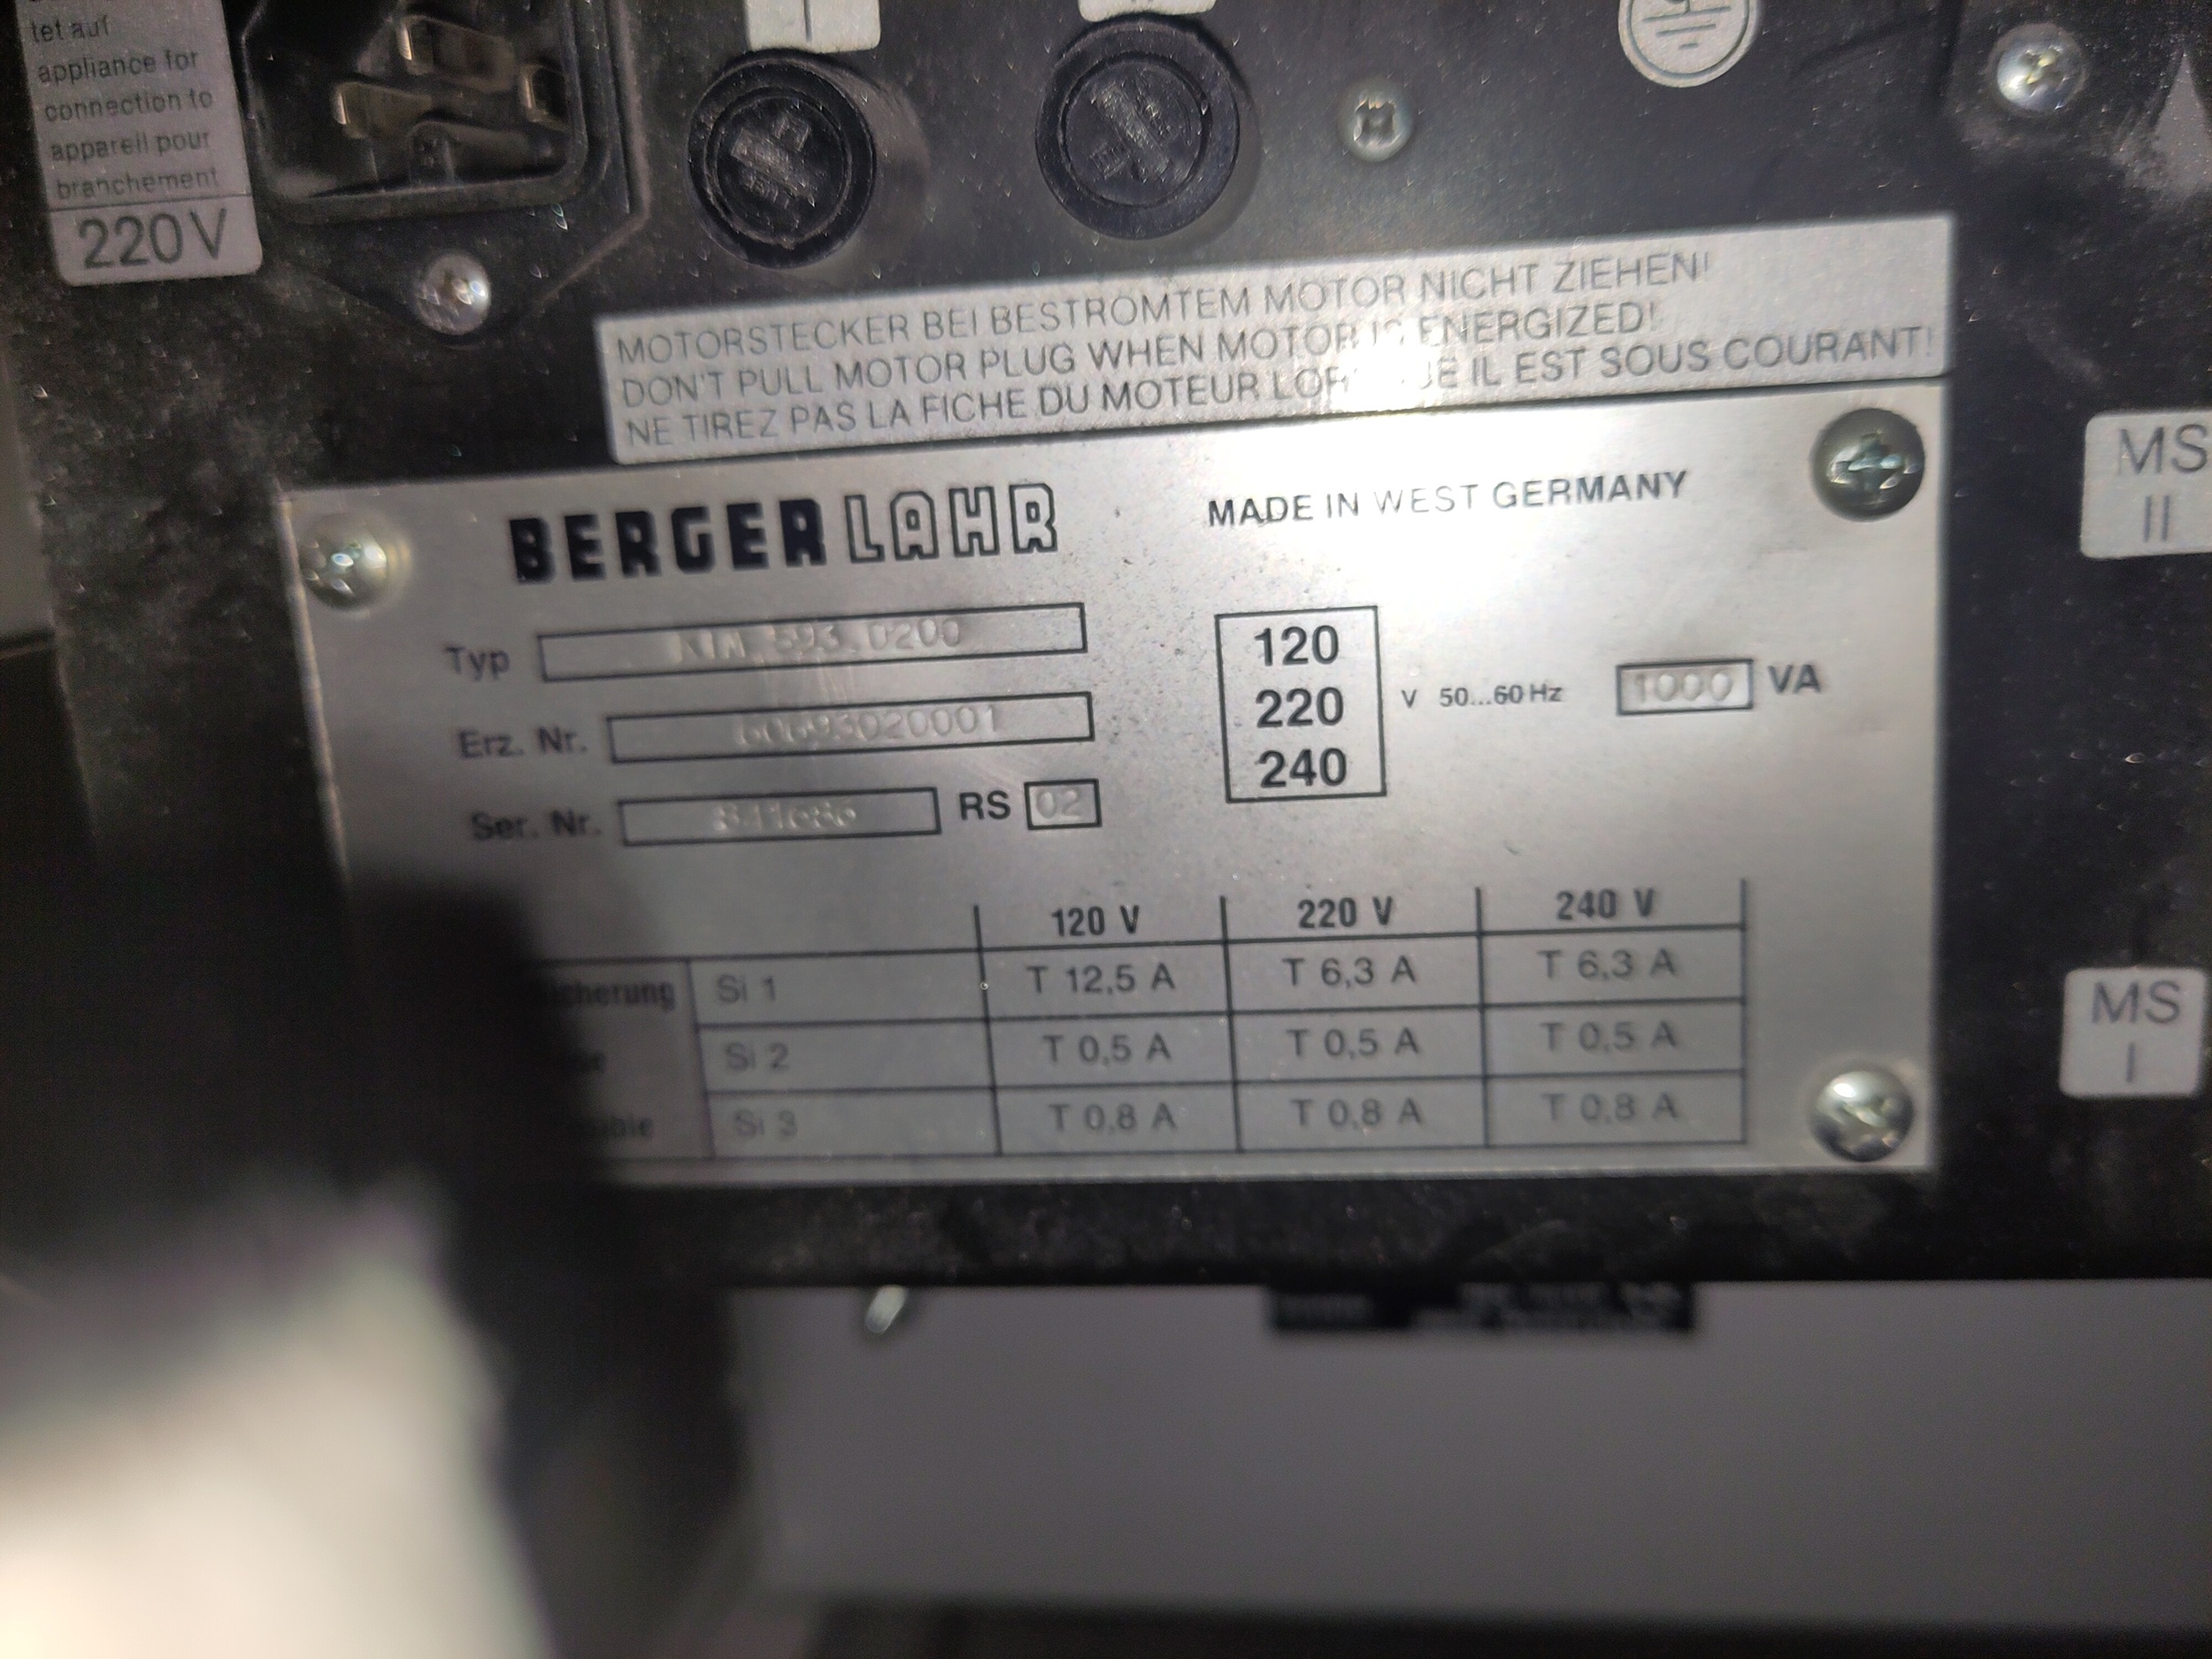 tet auf
appliance for
connection to
appareil pour
branchement
220V
MOTORSTECKER BEI BESTROMTEM MOTOR NICHT ZIEHEN!
DON'T PULL MOTOR PLUG WHEN MOTOR IS ENERGIZED!
NE TIREZ PAS LA FICHE DU MOTEUR IL EST SOUS COURANT!
MS
II
BERGER LAHR
MADE IN WEST GERMANY
Typ 593.0200
Erz. Nr.
Ser. Nr. RS 02
120
220
240
V 50...60 Hz 1000 VA
120 V 220 V 240 V
Si 1 T 12,5 A T 6,3 A T 6,3 A
Si 2 T 0,5 A T 0,5 A T 0,5 A
Si 3 T 0,8 A T 0,8 A T 0,8 A
MS
I